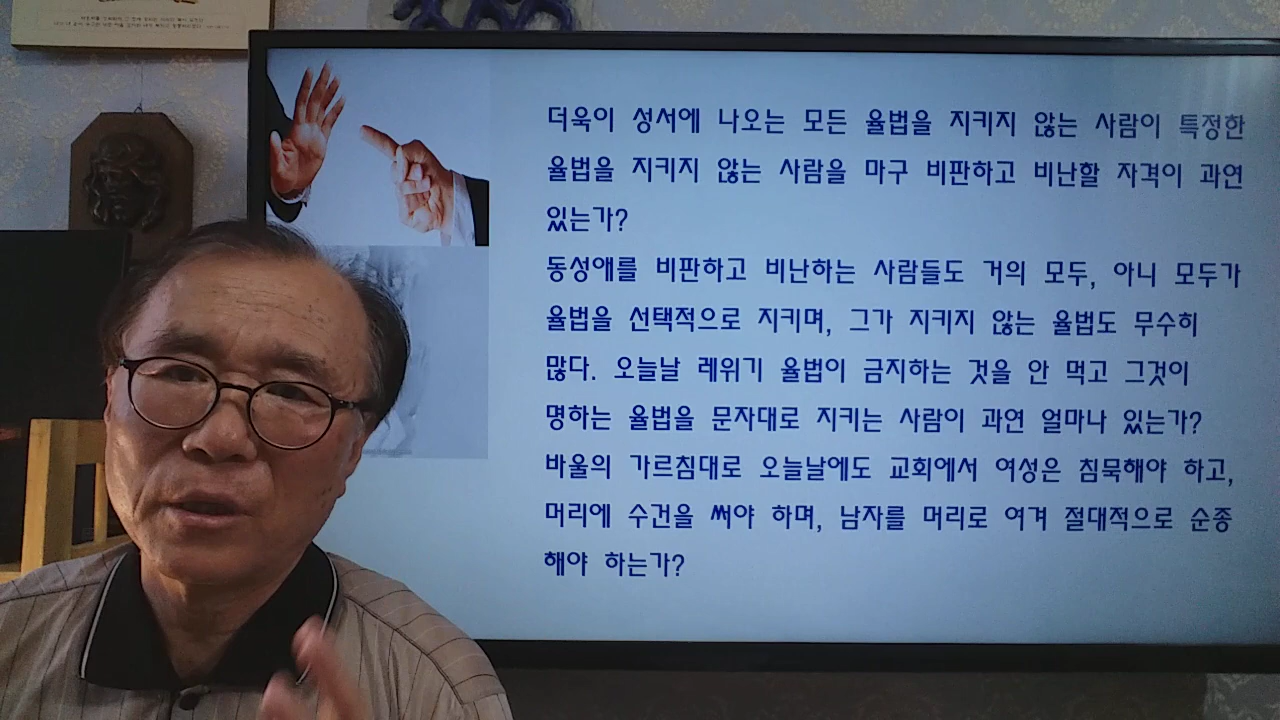 더욱이 성서에 나오는 모든 율법을 지키지 않는 사람이 특정한
율법을 지키지 않는 사람을 마구 비판하고 비난할 자격이 과연
있는가?
동성애를 비판하고 비난하는 사람들도 거의 모두, 아니 모두가
율법을 선택적으로 지키며, 그가 지키지 않는 율법도 무수히
많다. 오늘날 레위기 율법이 금지하는 것을 안 먹고 그것이
명하는 율법을 문자대로 지키는 사람이 과연 얼마나 있는가?
바울의 가르침대로 오늘날에도 교회에서 여성은 침묵해야 하고,
머리에 수건을 써야 하며, 남자를 머리로 여겨 절대적으로 순종
해야 하는가?